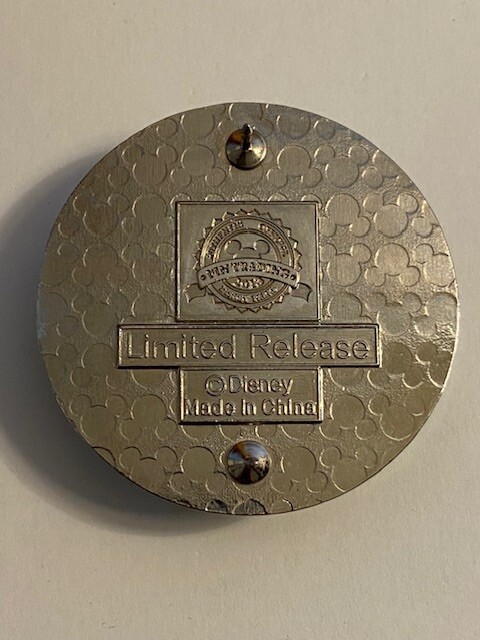 PIN TRADING
Limited Release
©Disney
Made In China